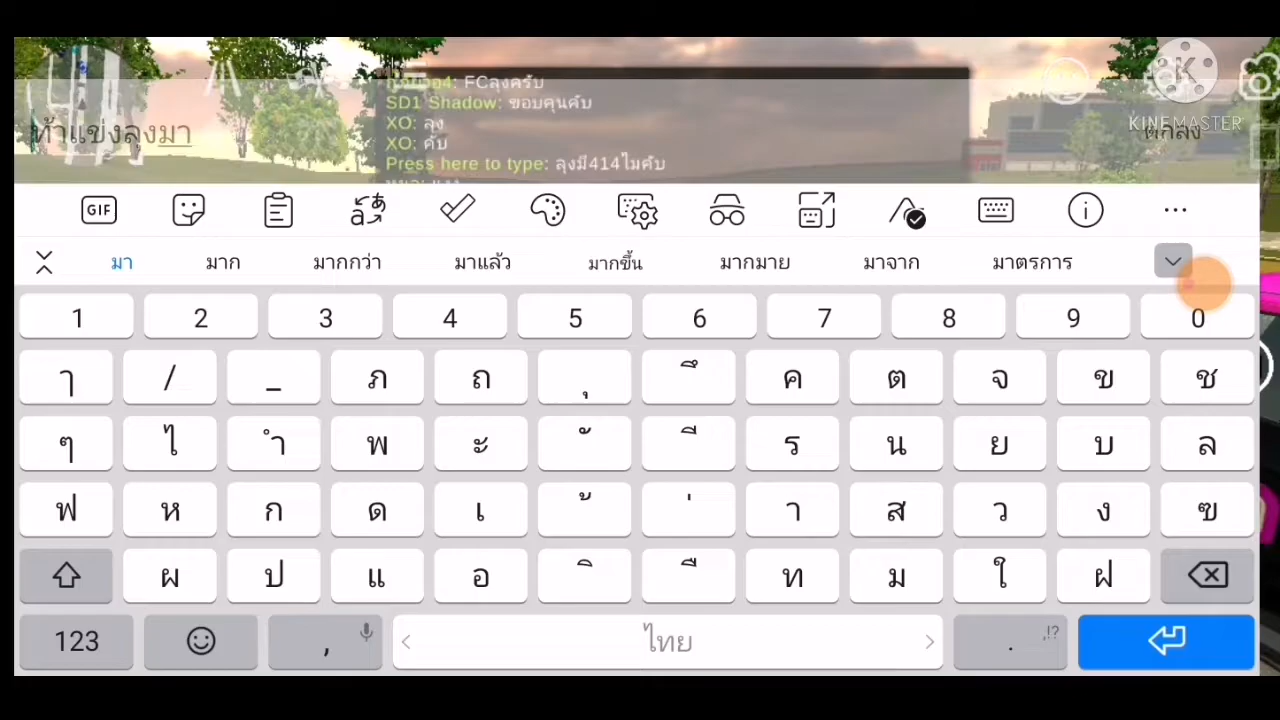 FCลุงครับ
SD1 Shadow: ขอบคุนคับ
XO: ลุง
XO: คับ
Press here to type: ลุงมี414ไมคับ
ท้าแข่งลุงมา
ตกลง
KINEMASTER
GIF
มา มาก มากกว่า มาแล้ว มากขึ้น มากมาย มาจาก มาตรการ
1 2 3 4 5 6 7 8 9 0
ๅ / _ ภ ถ ุ ึ ค ต จ ข ช
ๆ ไ ำ พ ะ ั ี ร น ย บ ล
ฟ ห ก ด เ ้ ่ า ส ว ง ฃ
ผ ป แ อ ิ ื ท ม ใ ฝ
123 , ไทย . ,!?